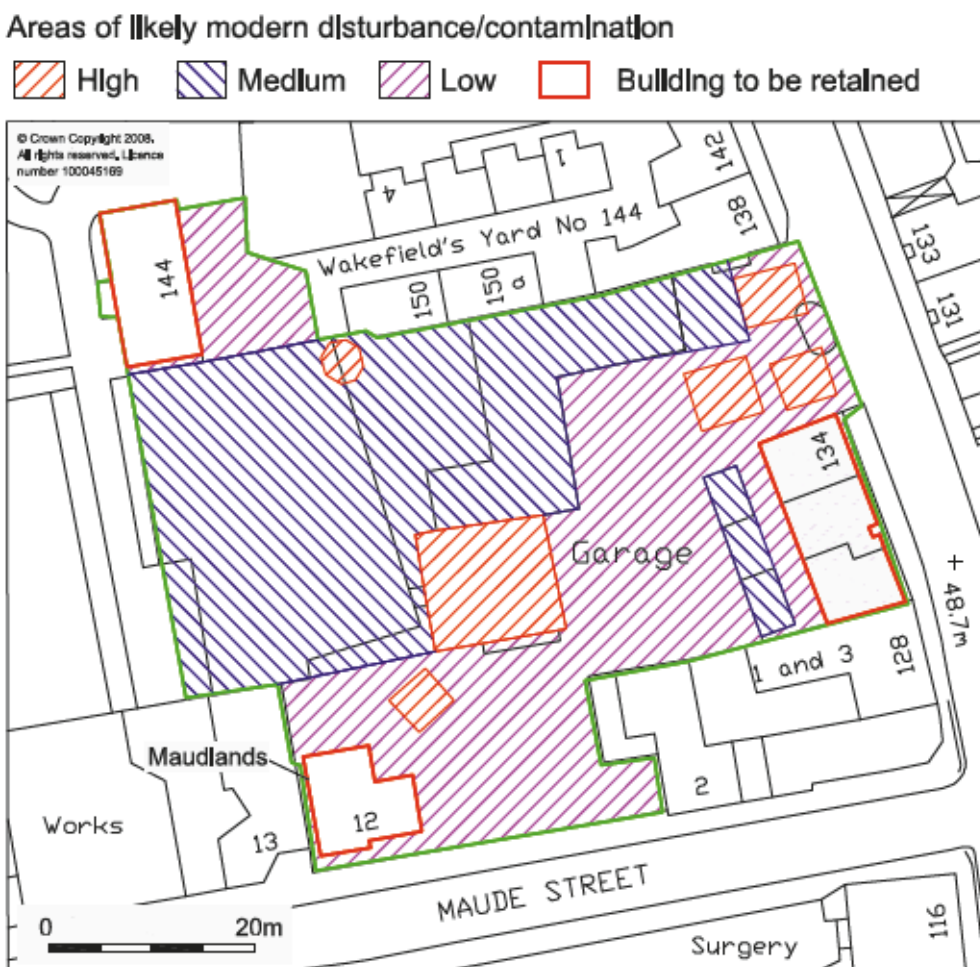 Areas of likely modern disturbance/contamination
High Medium Low Building to be retained
© Crown Copyright 2008.
All rights reserved. Licence
number 100045169
142
1
4
138
Wakefield's Yard No 144
133
144
150
150
a
131
134
Garage
+ 48.7m
1 and 3
128
Maudlands
2
Works
12
13
MAUDE STREET
0 20m
116
Surgery